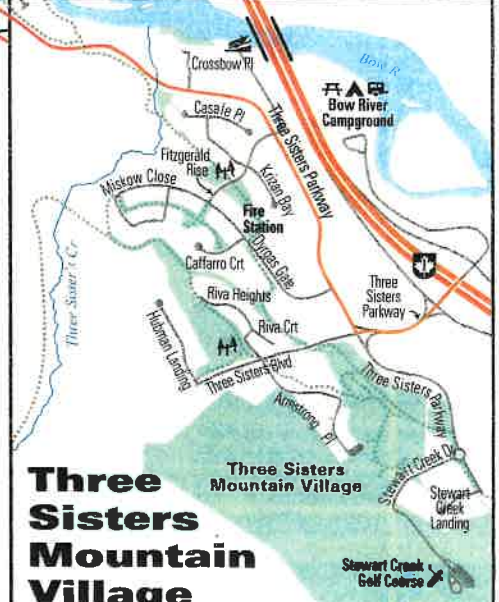 Bow R
Crossbow Pl
Bow River
Campground
Casale Pl
Three Sisters Parkway
Fitzgerald
Rise
Krizan Bay
Miskow Close
Fire
Station
Dyrgas Gate
Caffarro Crt
1
Three Sister's Cr
Riva Heights
Three
Sisters
Parkway
Hubman Landing
Riva Crt
Three Sisters Blvd
Three Sisters Parkway
Armstrong Pl
Three Sisters
Mountain Village
Stewart Creek Dr
Stewart
Creek
Landing
Three
Sisters
Mountain
Village
Stewart Creek
Golf Course